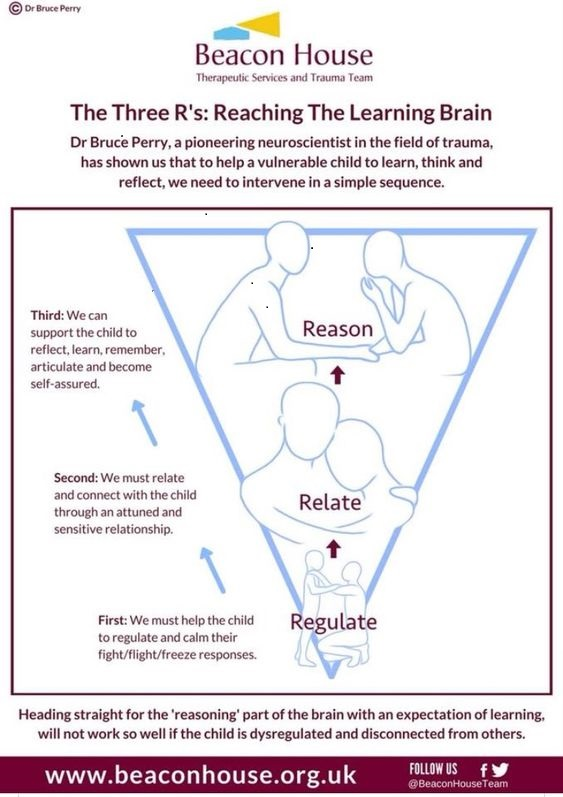 © Dr Bruce Perry
Beacon House
Therapeutic Services and Trauma Team
The Three R's: Reaching The Learning Brain
Dr Bruce Perry, a pioneering neuroscientist in the field of trauma,
has shown us that to help a vulnerable child to learn, think and
reflect, we need to intervene in a simple sequence.
Third: We can
support the child to
reflect, learn, remember,
articulate and become
self-assured.
Reason
Second: We must relate
and connect with the child
through an attuned and
sensitive relationship.
Relate
First: We must help the child
to regulate and calm their
fight/flight/freeze responses.
Regulate
Heading straight for the 'reasoning' part of the brain with an expectation of learning,
will not work so well if the child is dysregulated and disconnected from others.
www.beaconhouse.org.uk
FOLLOW US
@BeaconHouseTeam